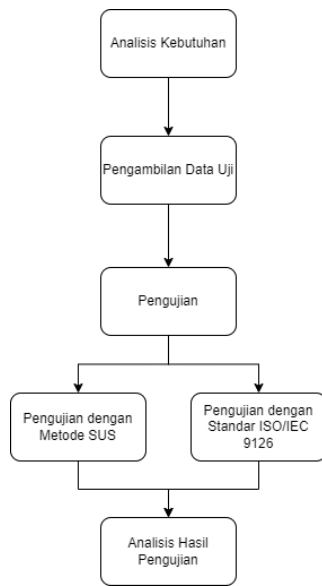 Analisis Kebutuhan
Pengambilan Data Uji
Pengujian
Pengujian dengan
Metode SUS
Pengujian dengan
Standar ISO/IEC
9126
Analisis Hasil
Pengujian